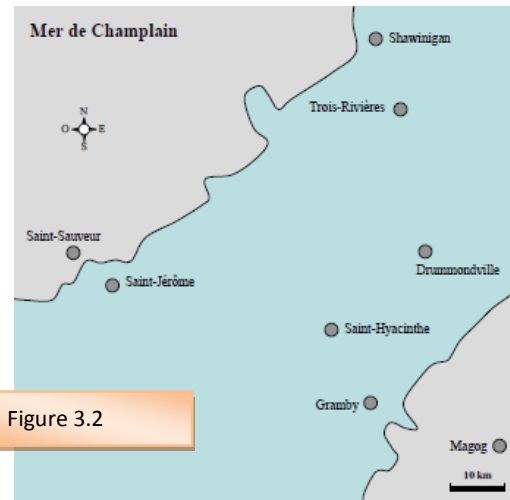 Mer de Champlain
Shawinigan
Trois-Rivières
N
O E
S
Saint-Sauveur
Saint-Jérôme
Drummondville
Saint-Hyacinthe
Gramby
Figure 3.2
Magog
10 km